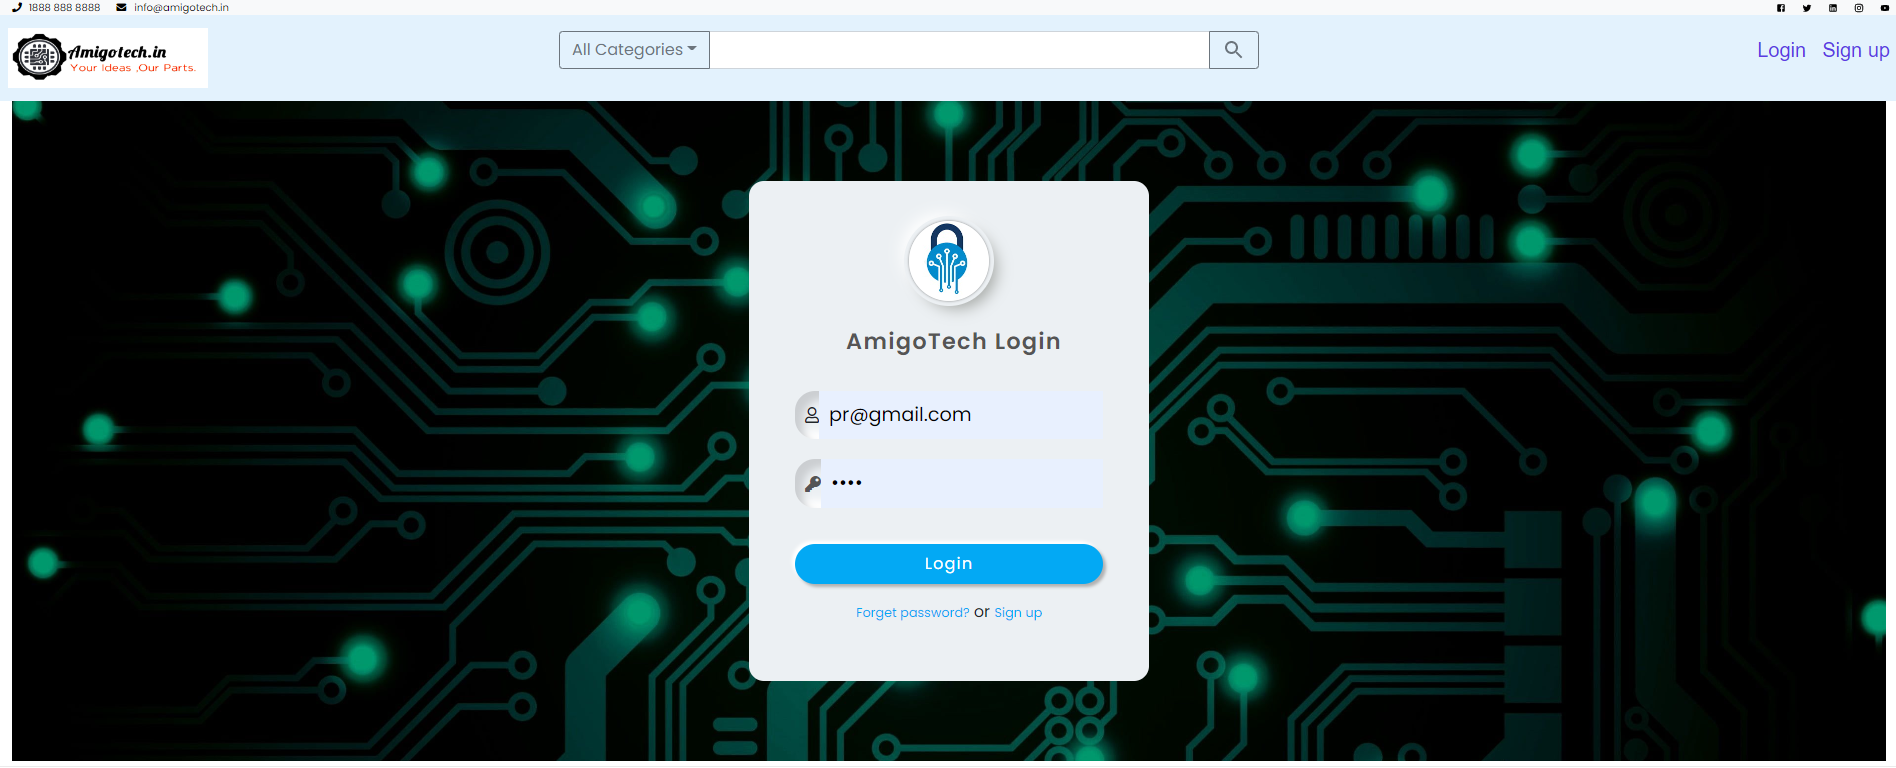 1888 888 8888 info@amigotech.in
Amigotech.in
Your Ideas ,Our Parts.
All Categories
Login Sign up
AmigoTech Login
pr@gmail.com
••••
Login
Forget password? or Sign up